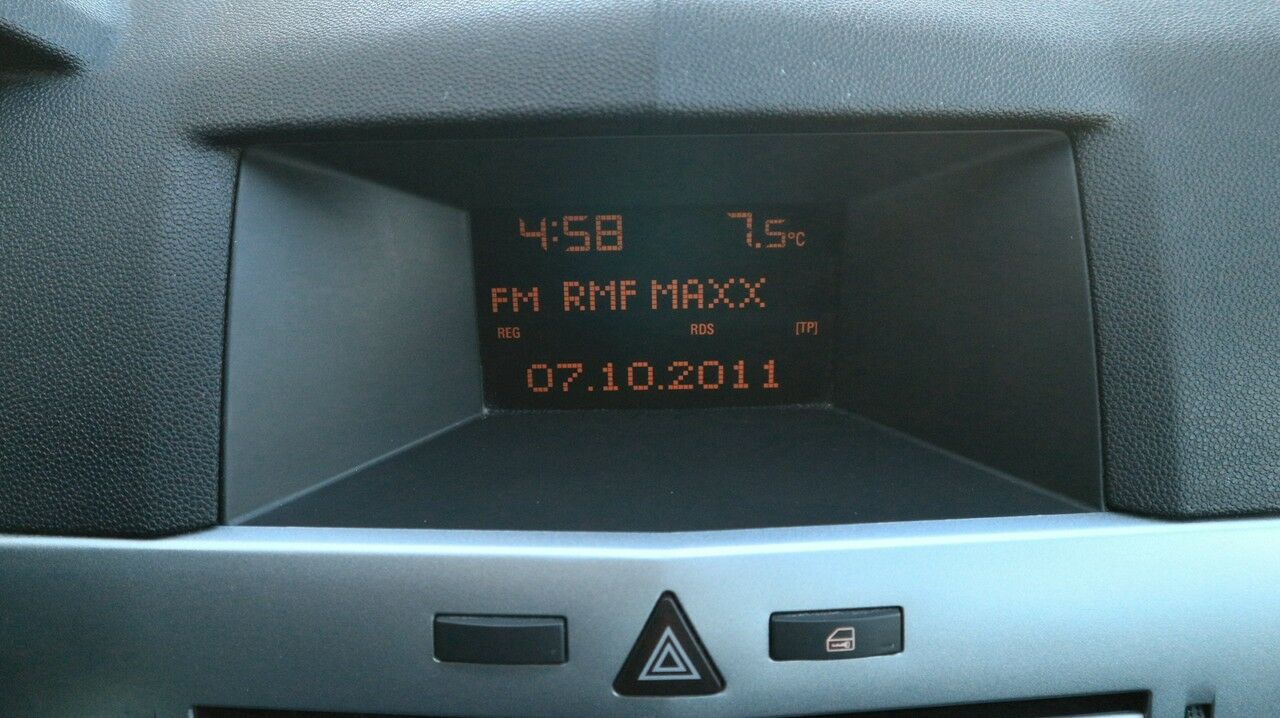 4:58 7.5°C
FM RMF MAXX
REG RDS [TP]
07.10.2011